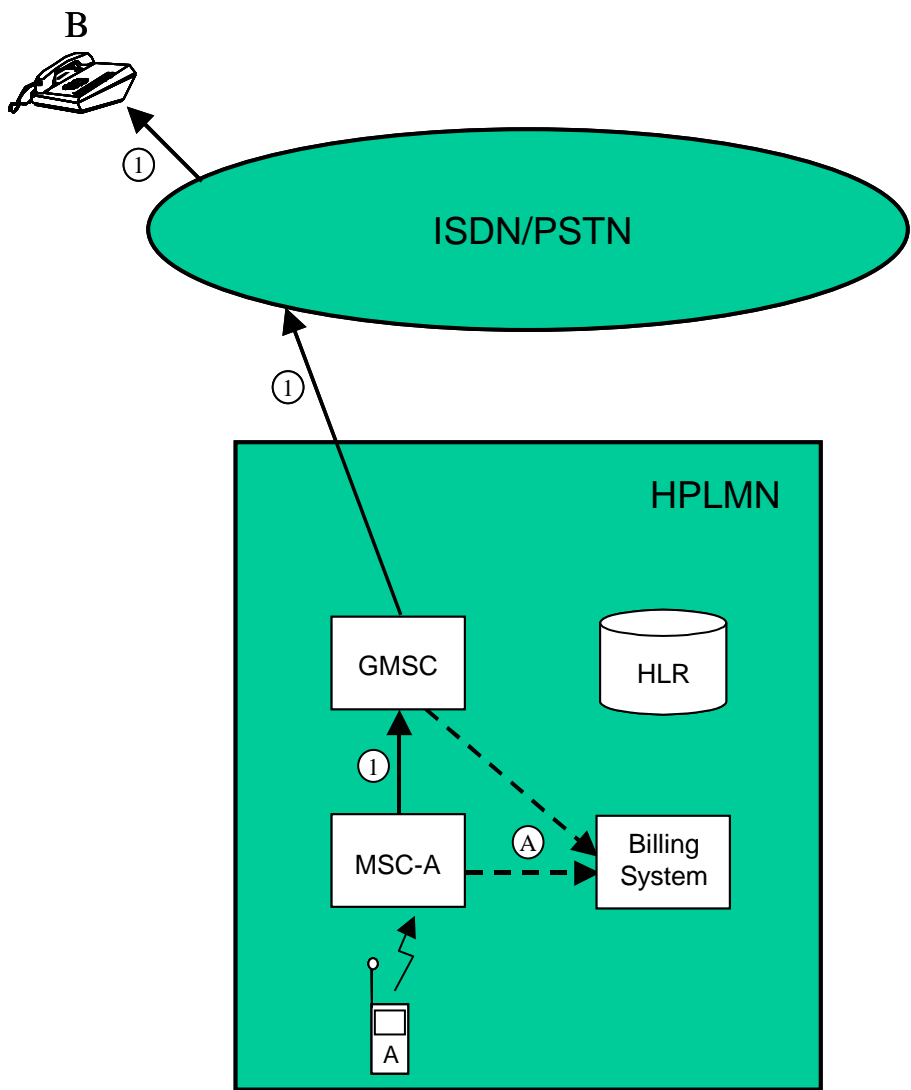 B
1
ISDN/PSTN
1
HPLMN
GMSC
HLR
1
A
MSC-A
Billing
System
A